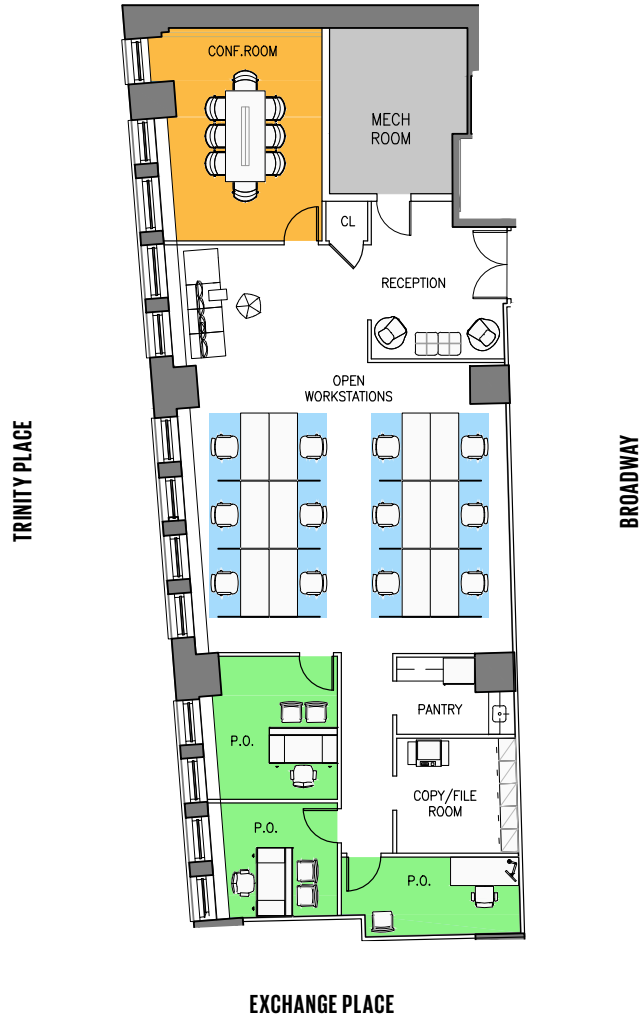 CONF.ROOM
MECH
ROOM
CL
RECEPTION
OPEN
WORKSTATIONS
TRINITY PLACE
BROADWAY
PANTRY
P.O.
COPY/FILE
ROOM
P.O.
P.O.
EXCHANGE PLACE